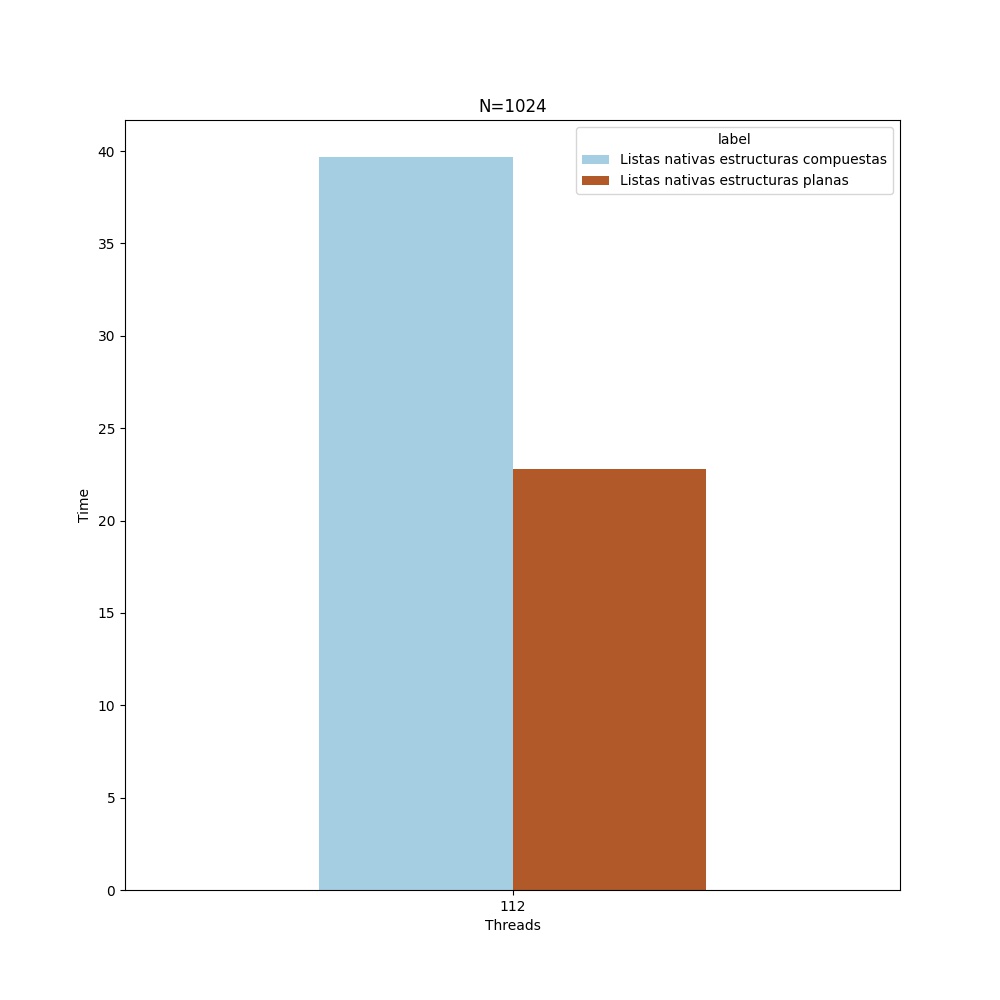 N=1024
label
Listas nativas estructuras compuestas
Listas nativas estructuras planas
40
35
30
25
20
15
10
5
0
Time
112
Threads